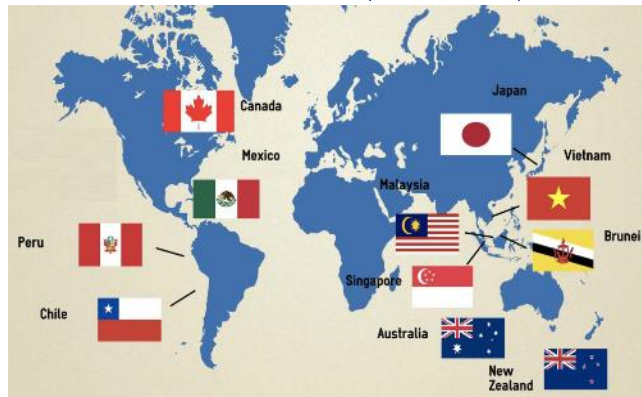 Japan
Canada
Mexico
Vietnam
Malaysia
Peru
Brunei
Singapore
Chile
Australia
New
Zealand